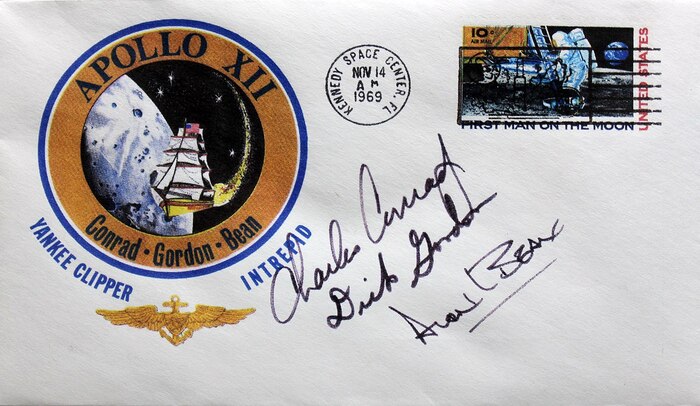 APOLLO XII
Conrad · Gordon · Bean
YANKEE CLIPPER
INTREPID
KENNEDY SPACE CENTER, FL
NOV 14
A M
1969
10c
AIR MAIL
UNITED STATES
FIRST MAN ON THE MOON
Charles Conrad
Dick Gordon
Alan L Bean